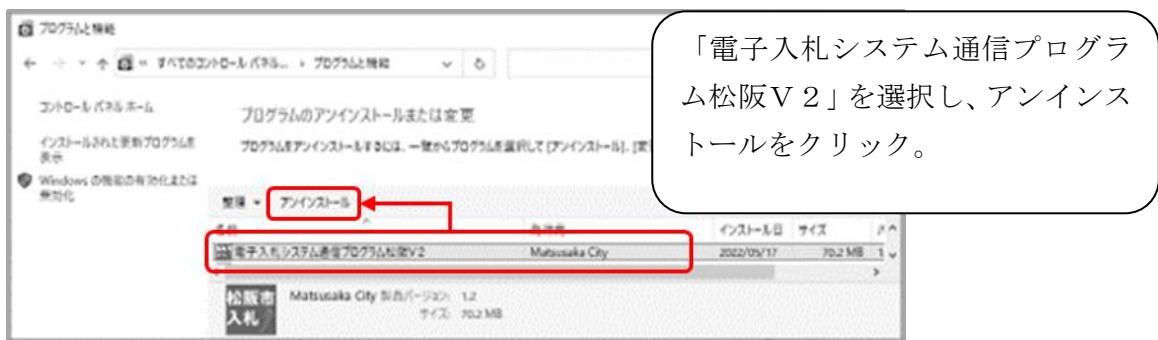 プログラムと機能
すべてのコントロール パネル... › プログラムと機能
コントロール パネル ホーム
インストールされた更新プログラムを
表示
Windows の機能の有効化または
無効化
プログラムのアンインストールまたは変更
プログラムをアンインストールするには、一覧からプログラムを選択して [アンインストール]、[変
整理 アンインストール
名前 発行元 インストール日 サイズ
電子入札システム通信プログラム松阪V2 Matsusaka City 2022/05/17 70.2 MB 1
松阪市
入札
Matsusaka City 製品バージョン: 1.2
サイズ: 70.2 MB
「電子入札システム通信プログラ
ム松阪V2」を選択し、アンインス
トールをクリック。